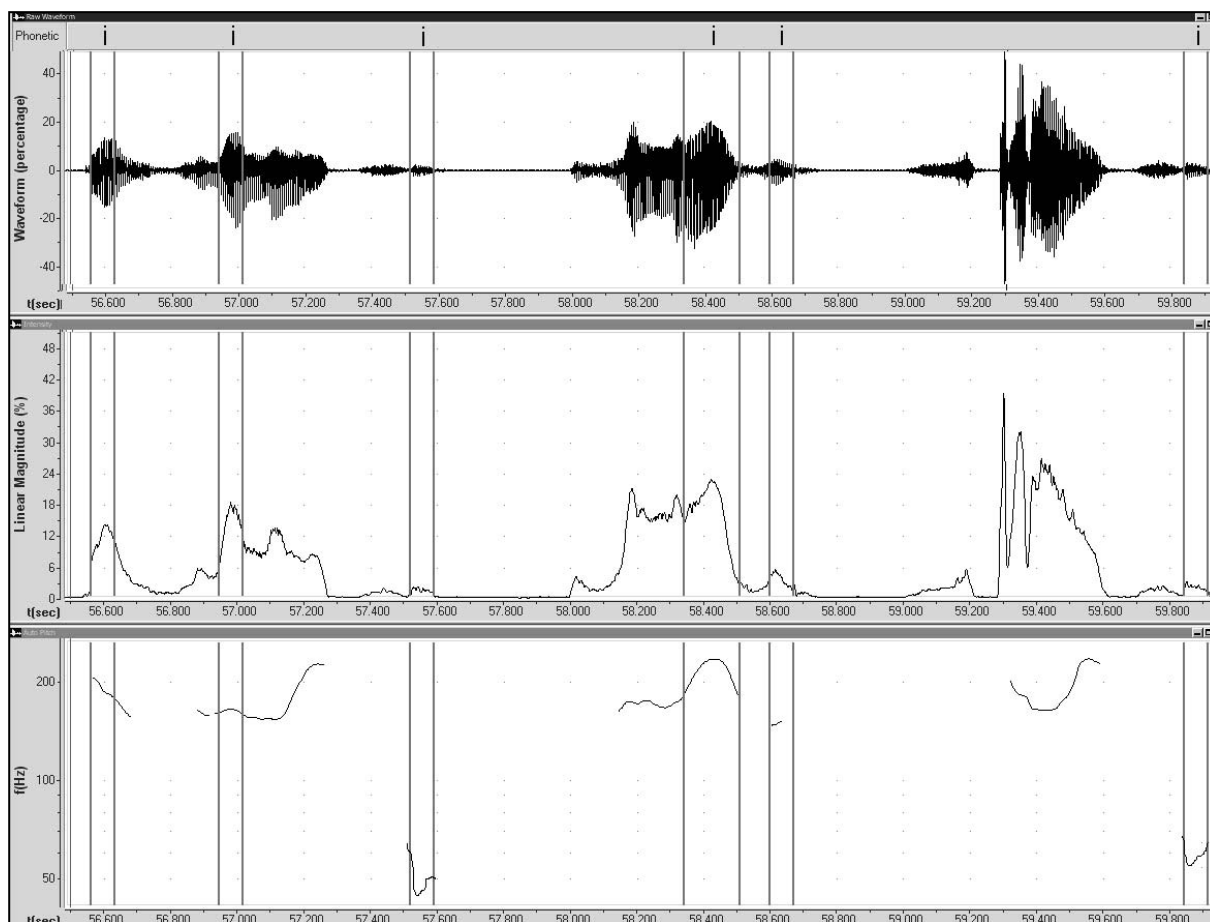 Raw Waveform
Phonetic i i i i i i
Waveform (percentage)
40
20
0
-20
-40
t(sec) 56.600 56.800 57.000 57.200 57.400 57.600 57.800 58.000 58.200 58.400 58.600 58.800 59.000 59.200 59.400 59.600 59.800
Intensity
Linear Magnitude (%)
48
42
36
30
24
18
12
6
0
t(sec) 56.600 56.800 57.000 57.200 57.400 57.600 57.800 58.000 58.200 58.400 58.600 58.800 59.000 59.200 59.400 59.600 59.800
Auto Pitch
f(Hz)
200
100
50
t(sec) 56.600 56.800 57.000 57.200 57.400 57.600 57.800 58.000 58.200 58.400 58.600 58.800 59.000 59.200 59.400 59.600 59.800